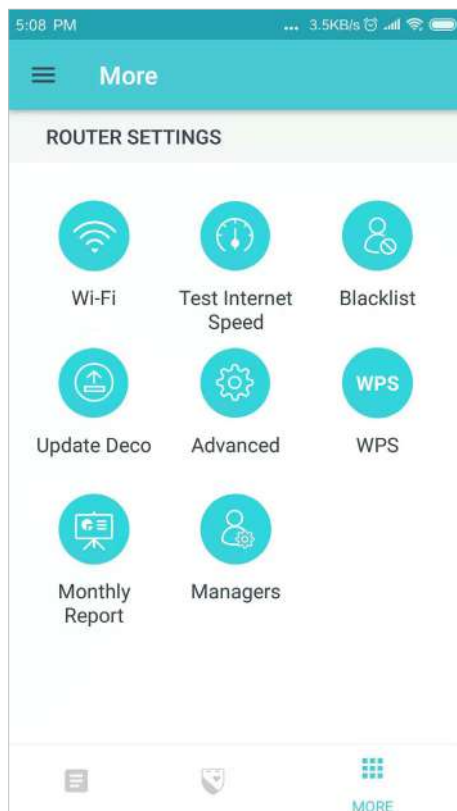 5:08 PM
... 3.5KB/s
More
ROUTER SETTINGS
Wi-Fi
Test Internet
Speed
Blacklist
Update Deco
Advanced
WPS
WPS
Monthly
Report
Managers
MORE